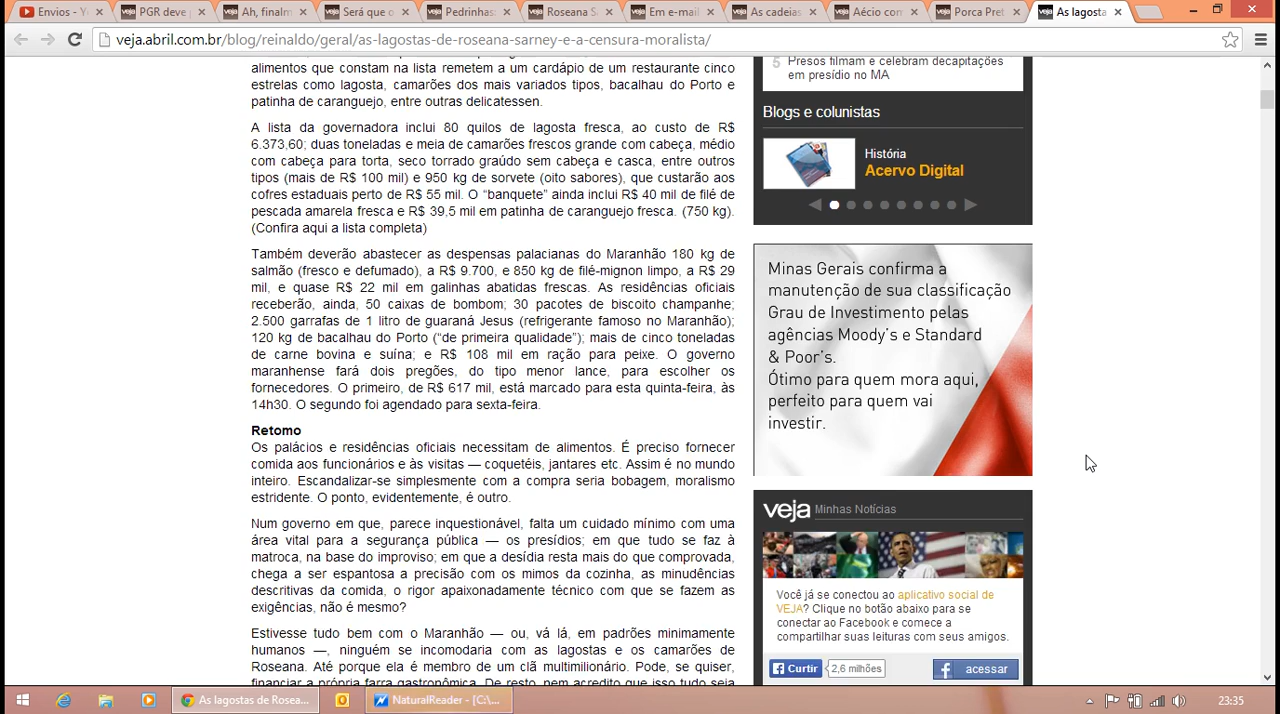 Envios - Yo
PGR deve p
Ah, finalm
Será que o
Pedrinhas:
Roseana S
Em e-mail
As cadeias
Aécio com
Porca Pret
As lagosta
veja.abril.com.br/blog/reinaldo/geral/as-lagostas-de-roseana-sarney-e-a-censura-moralista/
alimentos que constam na lista remetem a um cardápio de um restaurante cinco
estrelas como lagosta, camarões dos mais variados tipos, bacalhau do Porto e
patinha de caranguejo, entre outras delicatessen.
A lista da governadora inclui 80 quilos de lagosta fresca, ao custo de R$
6.373,60; duas toneladas e meia de camarões frescos grande com cabeça, médio
com cabeça para torta, seco torrado graúdo sem cabeça e casca, entre outros
tipos (mais de R$ 100 mil) e 950 kg de sorvete (oito sabores), que custarão aos
cofres estaduais perto de R$ 55 mil. O “banquete” ainda inclui R$ 40 mil de filé de
pescada amarela fresca e R$ 39,5 mil em patinha de caranguejo fresca. (750 kg).
(Confira aqui a lista completa)
Também deverão abastecer as despensas palacianas do Maranhão 180 kg de
salmão (fresco e defumado), a R$ 9.700, e 850 kg de filé-mignon limpo, a R$ 29
mil, e quase R$ 22 mil em galinhas abatidas frescas. As residências oficiais
receberão, ainda, 50 caixas de bombom; 30 pacotes de biscoito champanhe;
2.500 garrafas de 1 litro de guaraná Jesus (refrigerante famoso no Maranhão);
120 kg de bacalhau do Porto (“de primeira qualidade”); mais de cinco toneladas
de carne bovina e suína; e R$ 108 mil em ração para peixe. O governo
maranhense fará dois pregões, do tipo menor lance, para escolher os
fornecedores. O primeiro, de R$ 617 mil, está marcado para esta quinta-feira, às
14h30. O segundo foi agendado para sexta-feira.
Retomo
Os palácios e residências oficiais necessitam de alimentos. É preciso fornecer
comida aos funcionários e às visitas — coquetéis, jantares etc. Assim é no mundo
inteiro. Escandalizar-se simplesmente com a compra seria bobagem, moralismo
estridente. O ponto, evidentemente, é outro.
Num governo em que, parece inquestionável, falta um cuidado mínimo com uma
área vital para a segurança pública — os presídios; em que tudo se faz à
matroca, na base do improviso; em que a desídia resta mais do que comprovada,
chega a ser espantosa a precisão com os mimos da cozinha, as minudências
descritivas da comida, o rigor apaixonadamente técnico com que se fazem as
exigências, não é mesmo?
Estivesse tudo bem com o Maranhão — ou, vá lá, em padrões minimamente
humanos —, ninguém se incomodaria com as lagostas e os camarões de
Roseana. Até porque ela é membro de um clã multimilionário. Pode, se quiser,
financiar a própria farra gastronômica. De resto, nem acredito que isso tudo seja
5 Presos filmam e celebram decapitações
em presídio no MA
Blogs e colunistas
História
Acervo Digital
Minas Gerais confirma a
manutenção de sua classificação
Grau de Investimento pelas
agências Moody's e Standard
& Poor's.
Ótimo para quem mora aqui,
perfeito para quem vai
investir.
veja Minhas Notícias
Você já se conectou ao aplicativo social de
VEJA? Clique no botão abaixo para se
conectar ao Facebook e comece a
compartilhar suas leituras com seus amigos.
Curtir 2,6 milhões acessar
As lagostas de Rosea...
NaturalReader - [C:\...
23:35